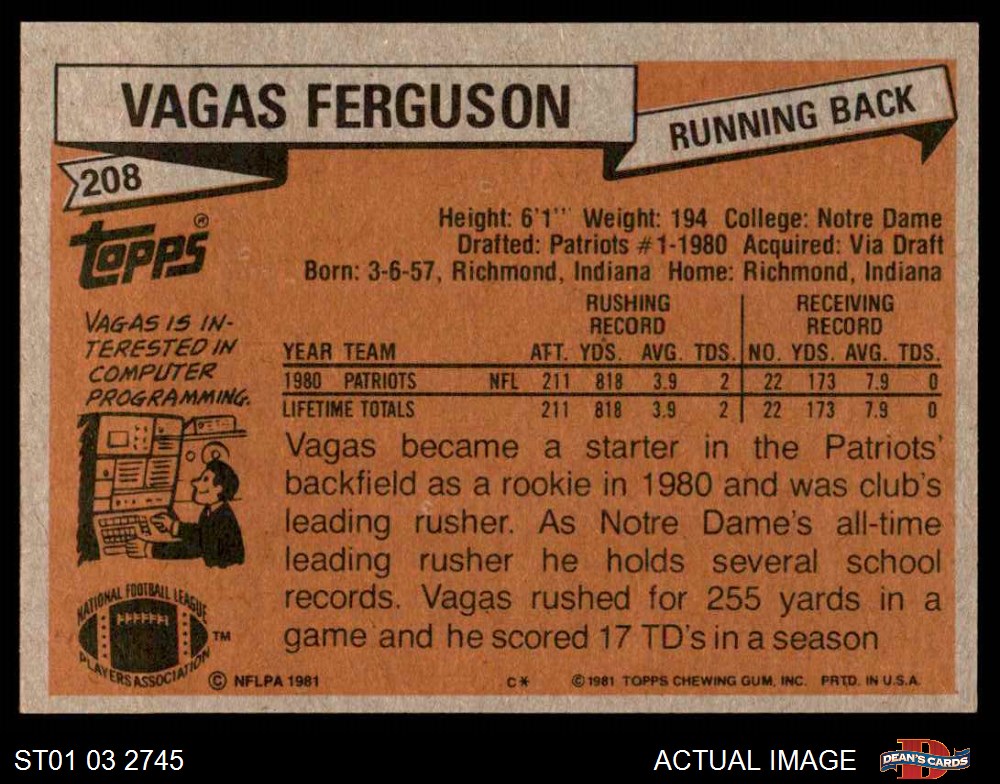 VAGAS FERGUSON
RUNNING BACK
208
topps®
Height: 6'1" Weight: 194 College: Notre Dame
Drafted: Patriots #1-1980 Acquired: Via Draft
Born: 3-6-57, Richmond, Indiana Home: Richmond, Indiana
VAGAS IS IN-
TERESTED IN
COMPUTER
PROGRAMMING.
RUSHING RECEIVING
RECORD RECORD
YEAR TEAM ATT. YDS. AVG. TDS. NO. YDS. AVG. TDS.
1980 PATRIOTS NFL 211 818 3.9 2 22 173 7.9 0
LIFETIME TOTALS 211 818 3.9 2 22 173 7.9 0
Vagas became a starter in the Patriots'
backfield as a rookie in 1980 and was club's
leading rusher. As Notre Dame's all-time
leading rusher he holds several school
records. Vagas rushed for 255 yards in a
game and he scored 17 TD's in a season
NATIONAL FOOTBALL LEAGUE
PLAYERS ASSOCIATION
TM
© NFLPA 1981 C* © 1981 TOPPS CHEWING GUM, INC. PRTD. IN U.S.A.
ST01 03 2745 ACTUAL IMAGE
D
DEAN'S CARDS